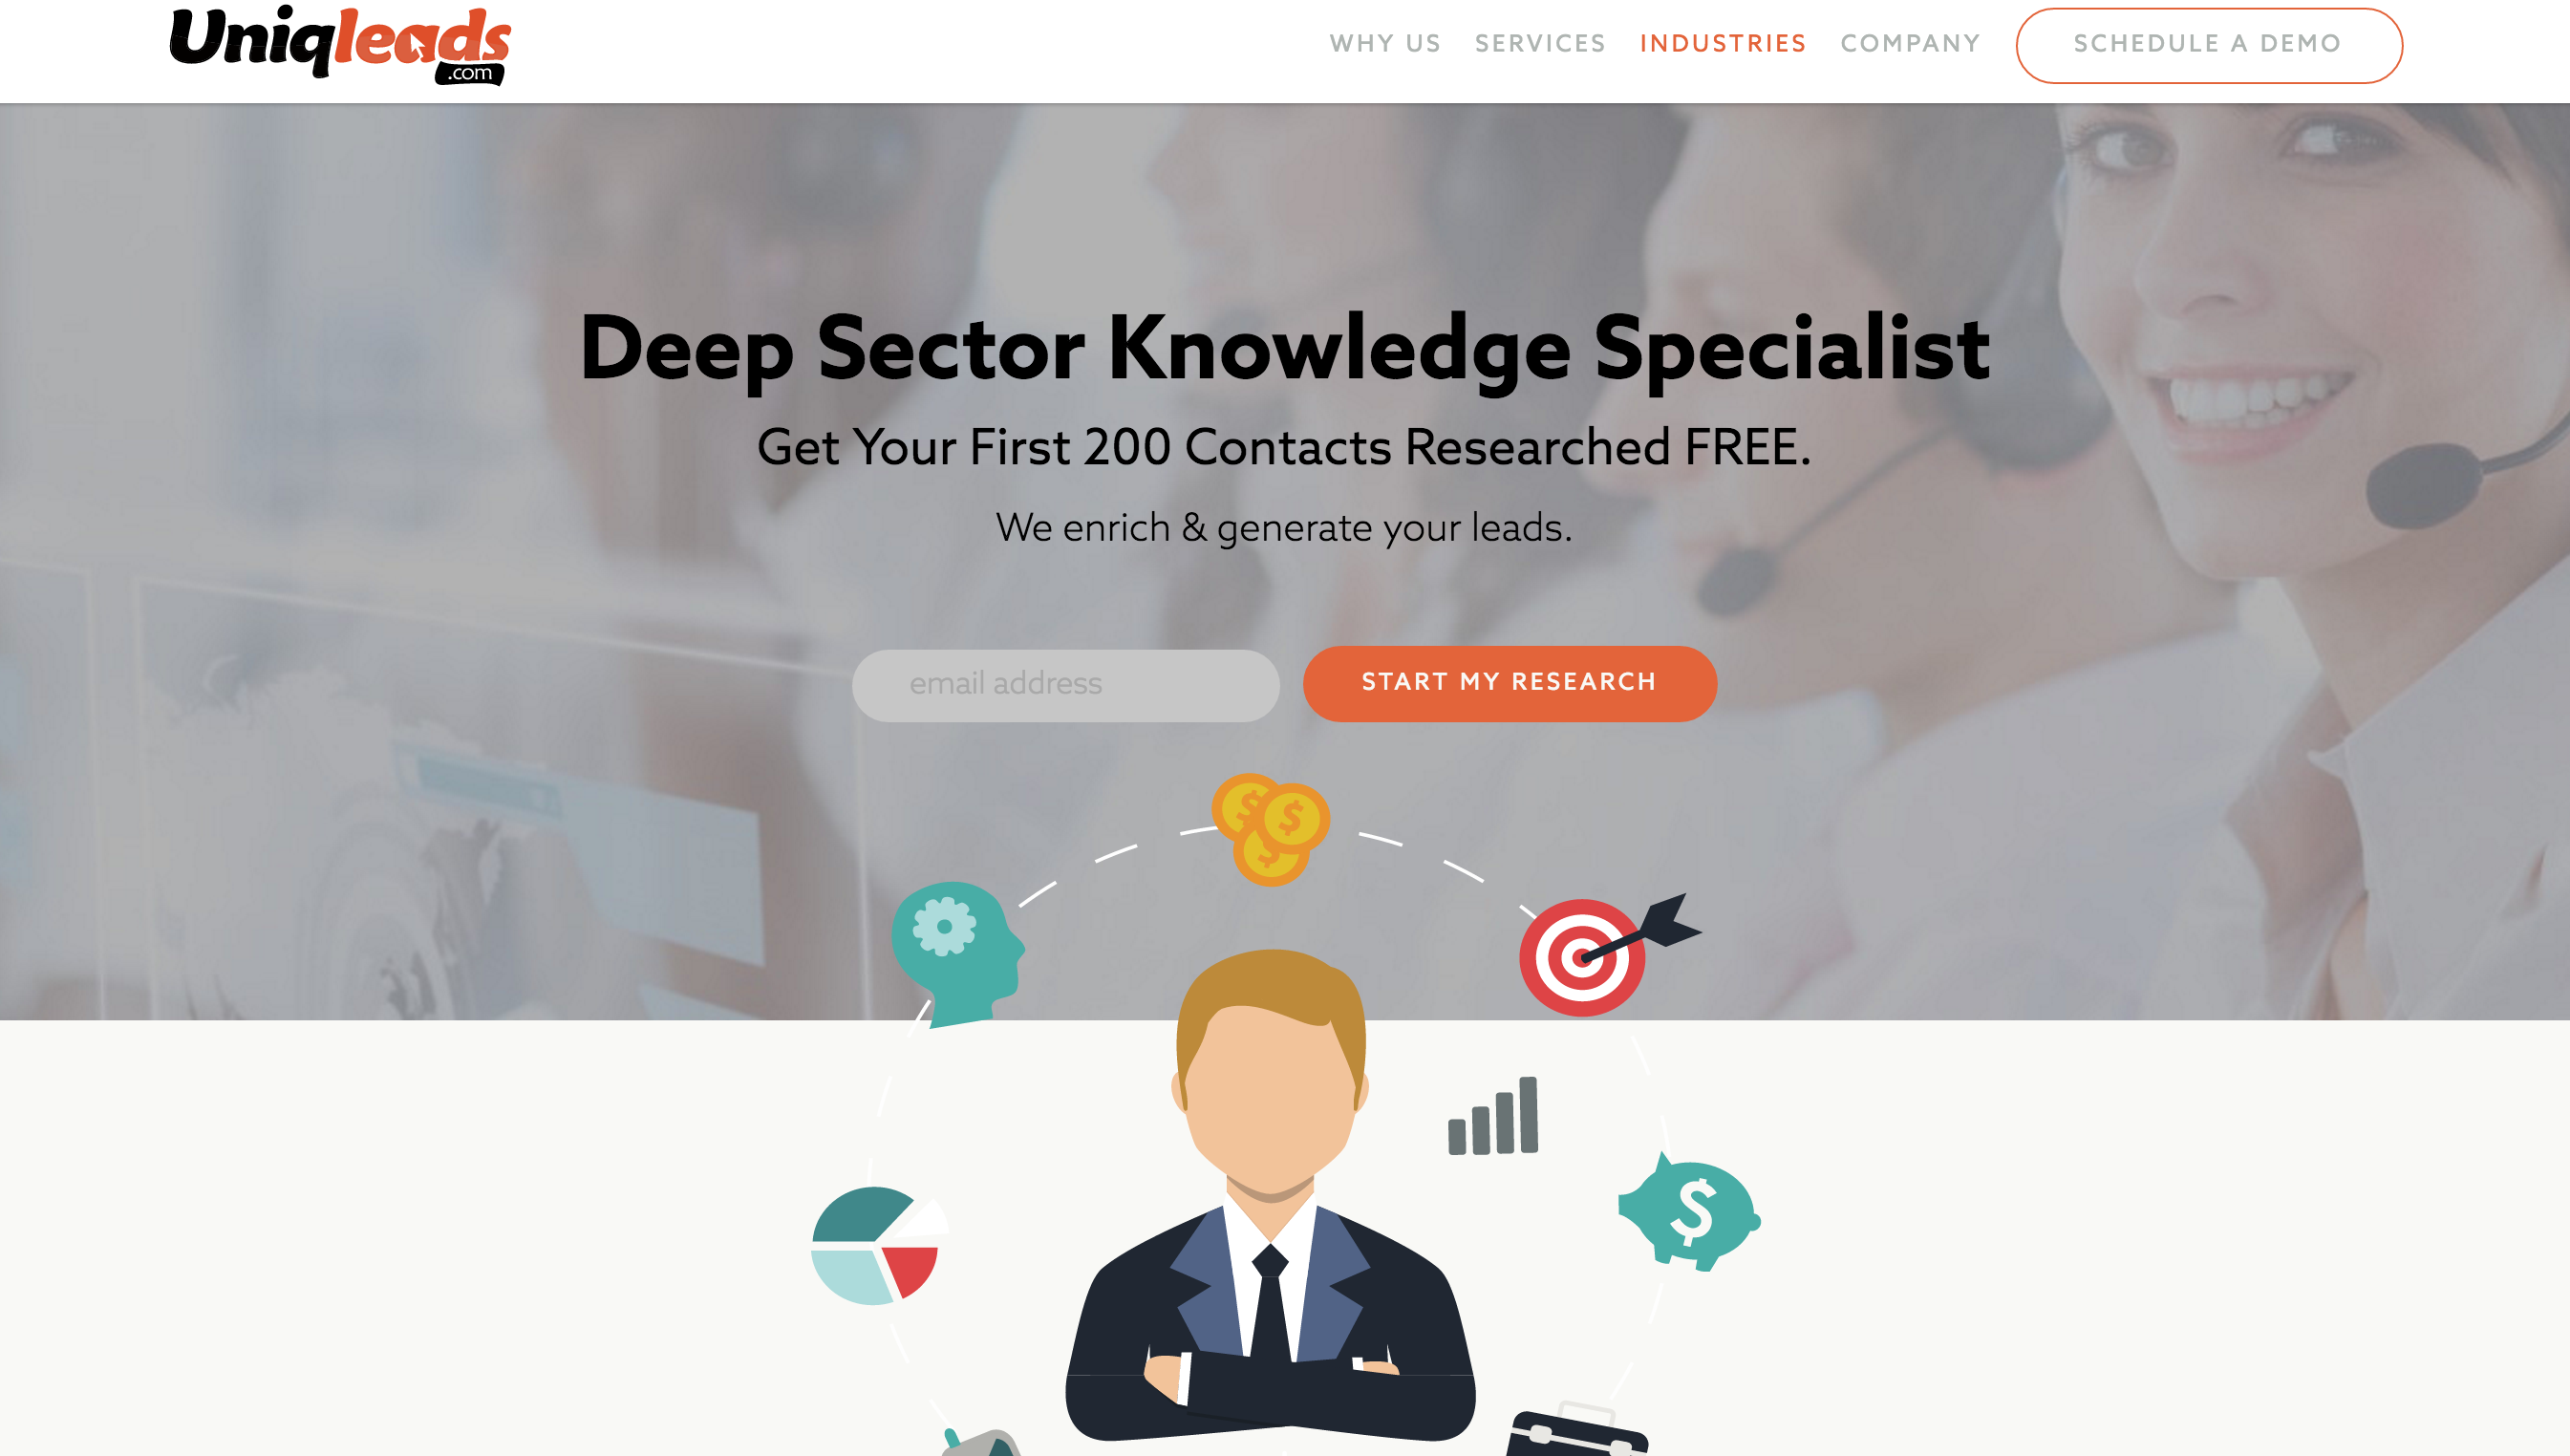 Uniqleads
.com
WHY US SERVICES INDUSTRIES COMPANY SCHEDULE A DEMO
Deep Sector Knowledge Specialist
Get Your First 200 Contacts Researched FREE.
We enrich & generate your leads.
email address START MY RESEARCH
$ $
$
$